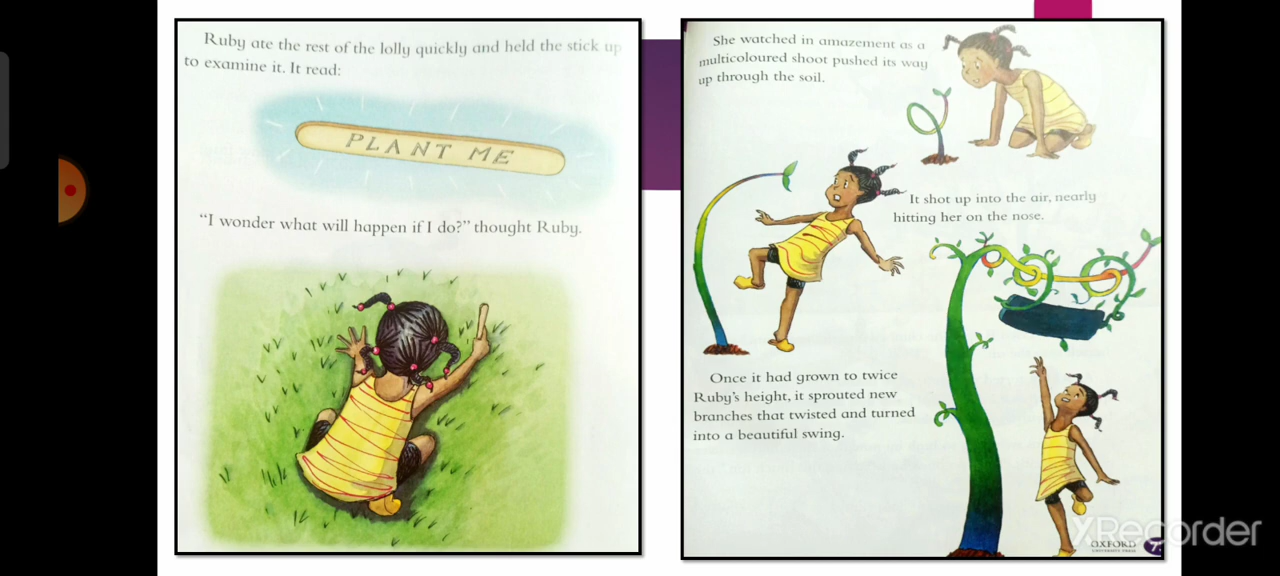 Ruby ate the rest of the lolly quickly and held the stick up
to examine it. It read:
PLANT ME
"I wonder what will happen if I do?" thought Ruby.
She watched in amazement as a
multicoloured shoot pushed its way
up through the soil.
It shot up into the air, nearly
hitting her on the nose.
Once it had grown to twice
Ruby's height, it sprouted new
branches that twisted and turned
into a beautiful swing.
OXFORD
UNIVERSITY PRESS
XRecorder